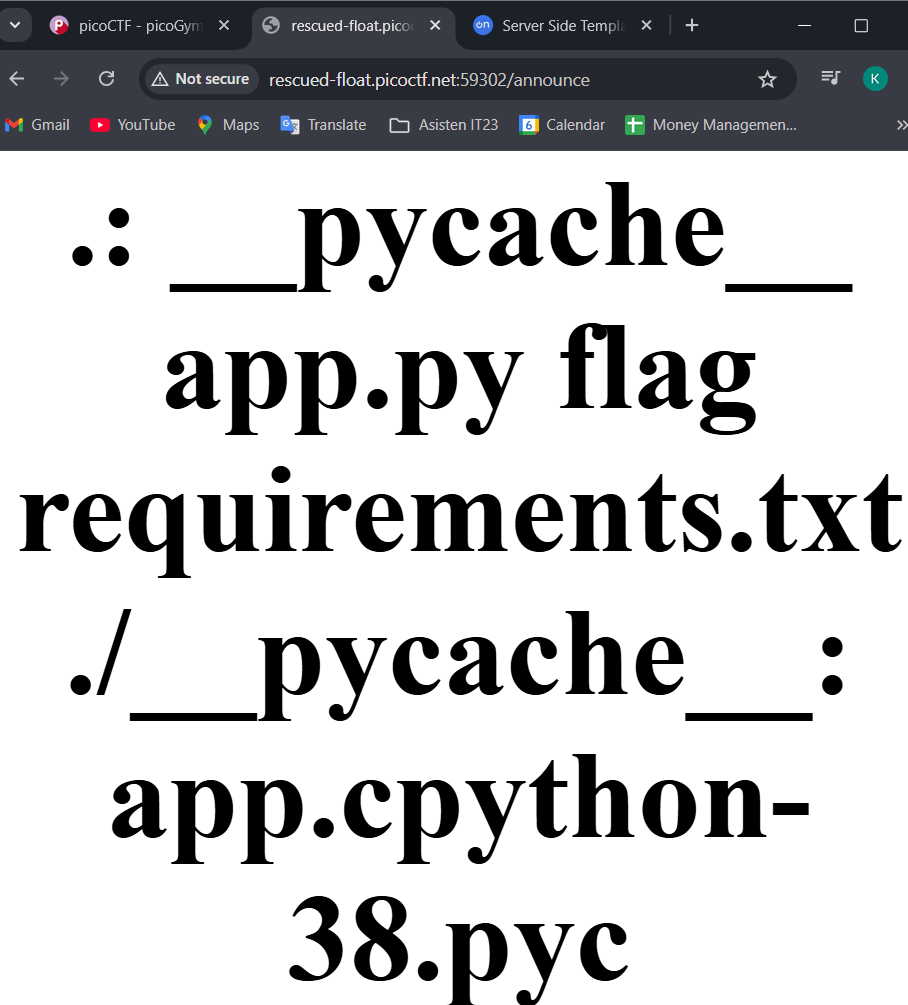 picoCTF - picoGym
rescued-float.pico
Server Side Templa
Not secure
rescued-float.picoctf.net:59302/announce
K
Gmail
YouTube
Maps
Translate
Asisten IT23
Calendar
Money Managemen...
.: __pycache__
app.py flag
requirements.txt
./__pycache__:
app.cpython-
38.pyc